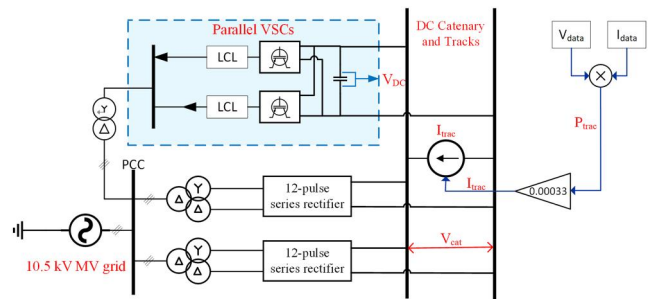 Parallel VSCs
DC Catenary
and Tracks
V_data
I_data
LCL
LCL
V_DC
Y
Δ
×
P_trac
I_trac
I_trac
0.00033
PCC
Y
Δ
Δ
12-pulse
series rectifier
10.5 kV MV grid
Y
Δ
Δ
12-pulse
series rectifier
V_cat